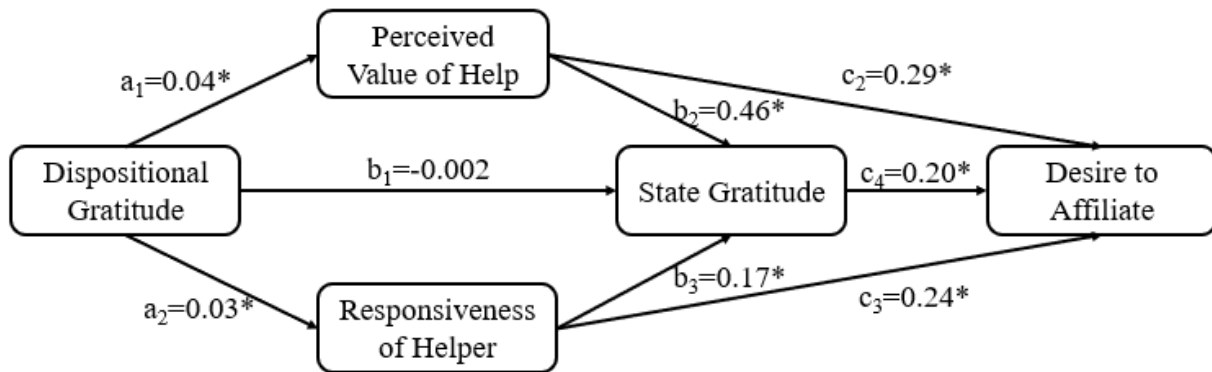 Perceived
Value of Help
a₁=0.04*
c₂=0.29*
b₂=0.46*
Dispositional
Gratitude
b₁=-0.002
State Gratitude
c₄=0.20*
Desire to
Affiliate
a₂=0.03*
Responsiveness
of Helper
b₃=0.17*
c₃=0.24*